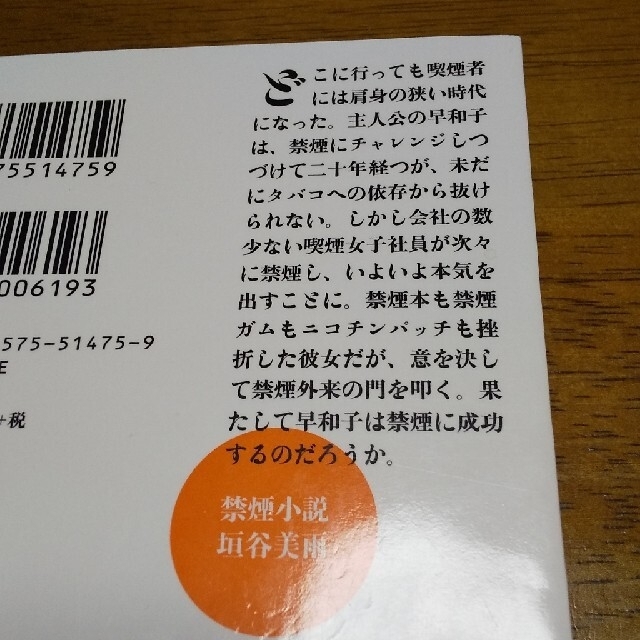 75514759
006193
575-51475-9
E
+税
どこに行っても喫煙者
には肩身の狭い時代
になった。主人公の早和子
は、禁煙にチャレンジしつ
づけて二十年経つが、未だ
にタバコへの依存から抜け
られない。しかし会社の数
少ない喫煙女子社員が次々
に禁煙し、いよいよ本気を
出すことに。禁煙本も禁煙
ガムもニコチンパッチも挫
折した彼女だが、意を決し
て禁煙外来の門を叩く。果
たして早和子は禁煙に成功
するのだろうか。
禁煙小説
垣谷美雨